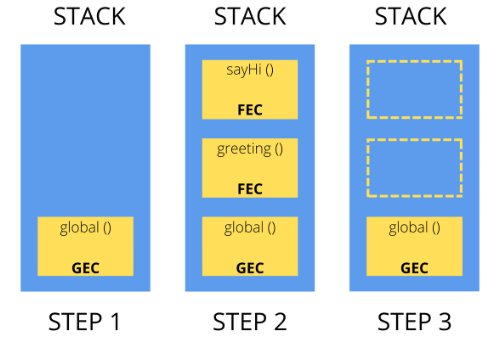 STACK
STACK
STACK
sayHi ()
FEC
greeting ()
FEC
global ()
GEC
global ()
GEC
global ()
GEC
STEP 1
STEP 2
STEP 3